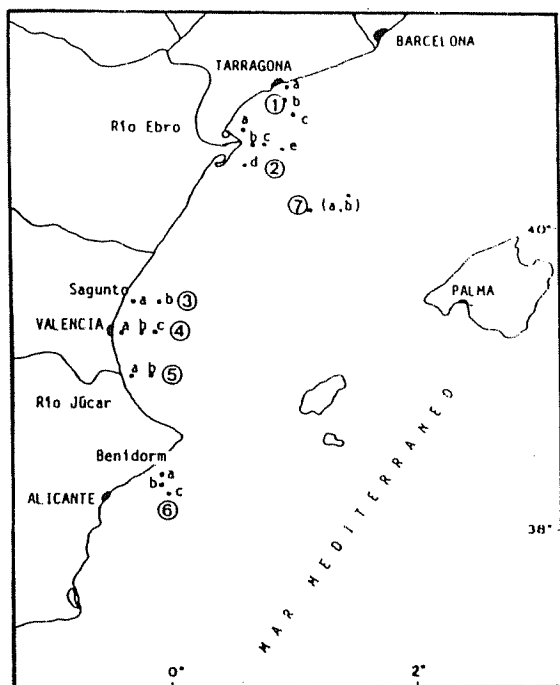 BARCELONA
TARRAGONA
a
① b
c
Río Ebro
a
b c e
d ②
⑦ (a,b)
40°
Sagunto a b ③
PALMA
VALENCIA a b c ④
a b ⑤
Río Júcar
Benidorm
a
b
c
ALICANTE
⑥
38°
MAR MEDITERRANEO
0° 2°